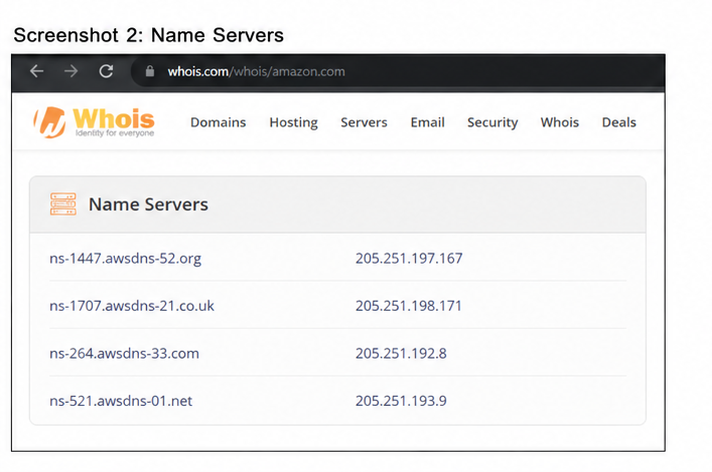 Screenshot 2: Name Servers
whois.com/whois/amazon.com
Whois
Identity for everyone
Domains Hosting Servers Email Security Whois Deals
Name Servers
ns-1447.awsdns-52.org 205.251.197.167
ns-1707.awsdns-21.co.uk 205.251.198.171
ns-264.awsdns-33.com 205.251.192.8
ns-521.awsdns-01.net 205.251.193.9